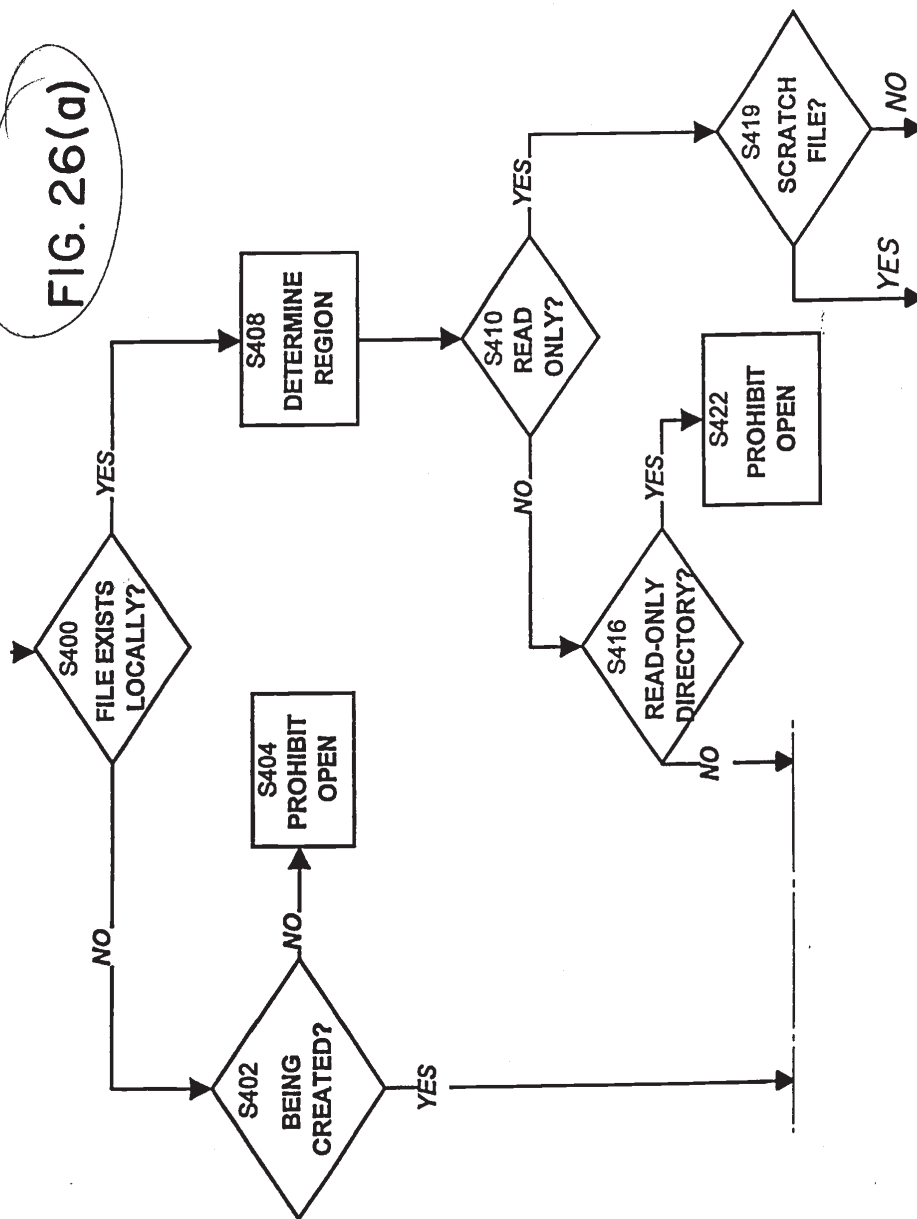 FIG. 26(a)
S400
FILE EXISTS
LOCALLY?
NO
YES
S402
BEING
CREATED?
NO
YES
S404
PROHIBIT
OPEN
S408
DETERMINE
REGION
S410
READ
ONLY?
NO
YES
S416
READ-ONLY
DIRECTORY?
NO
YES
S422
PROHIBIT
OPEN
S419
SCRATCH
FILE?
YES
NO